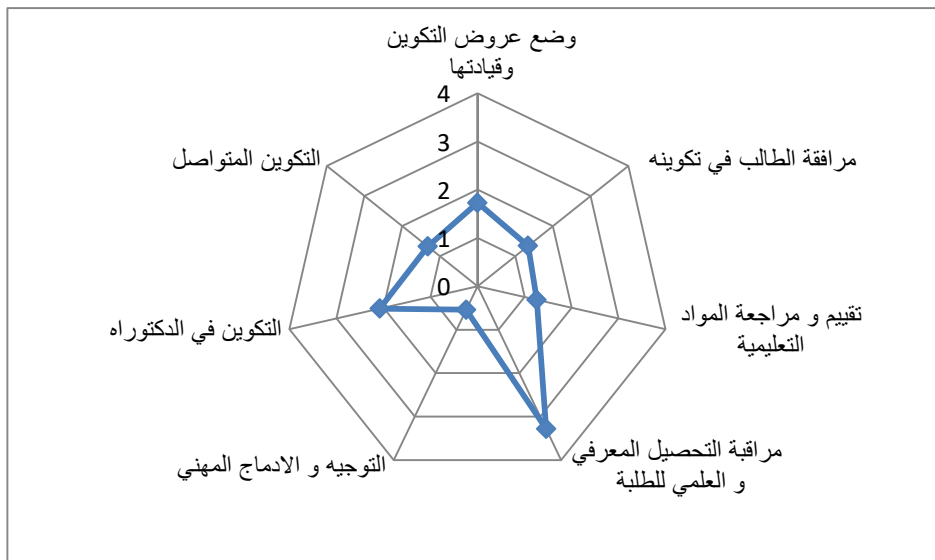 وضع عروض التكوين
وقيادتها
مرافقة الطالب في تكوينه
تقييم و مراجعة المواد
التعليمية
مراقبة التحصيل المعرفي
و العلمي للطلبة
التوجيه و الادماج المهني
التكوين في الدكتوراه
التكوين المتواصل
4
3
2
1
0